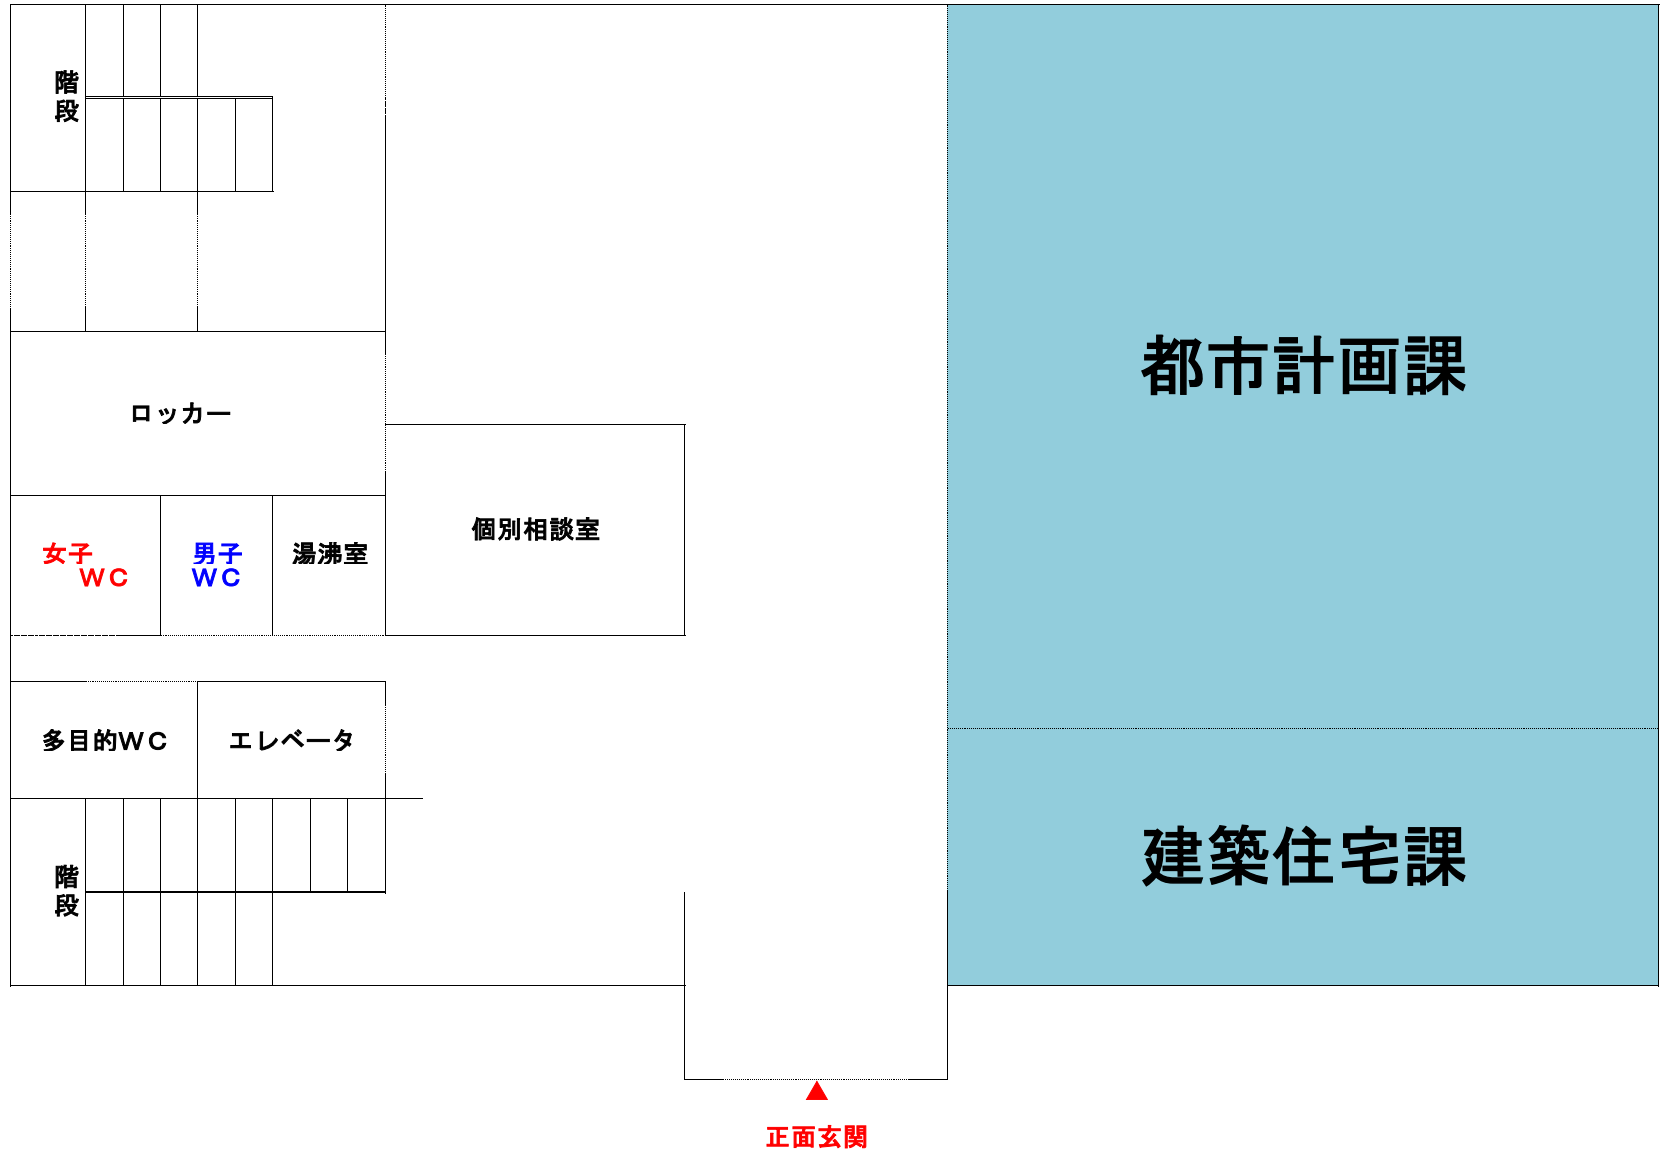 階段
都市計画課
ロッカー
個別相談室
女子
ＷＣ
男子
ＷＣ
湯沸室
多目的ＷＣ
エレベータ
建築住宅課
階段
正面玄関